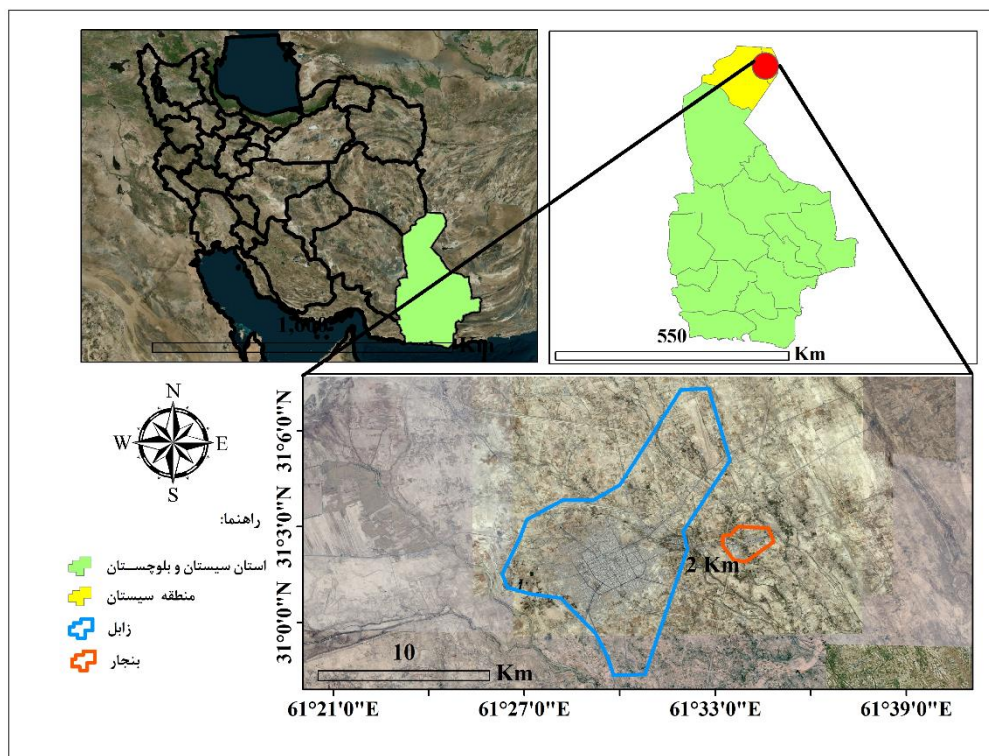 1,000
Km
550
Km
N
W
E
S
راهنما:
استان سیستان و بلوچستان
منطقه سیستان
زابل
بنجار
31°6'0"N
31°3'0"N
31°0'0"N
2 Km
10
Km
61°21'0"E
61°27'0"E
61°33'0"E
61°39'0"E